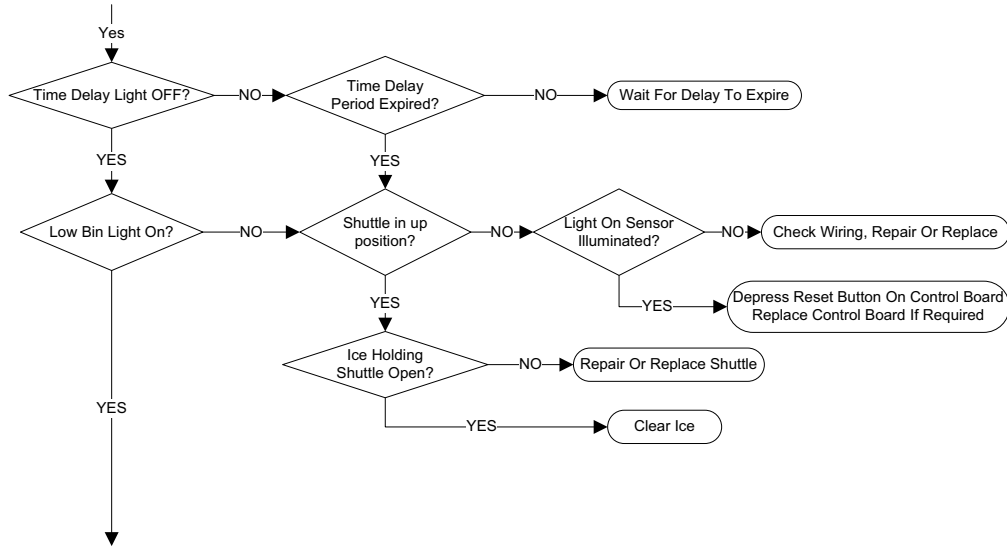 Yes
Time Delay Light OFF?
NO
Time Delay
Period Expired?
NO
Wait For Delay To Expire
YES
YES
Low Bin Light On?
NO
Shuttle in up
position?
NO
Light On Sensor
Illuminated?
NO
Check Wiring, Repair Or Replace
YES
YES
Depress Reset Button On Control Board
Replace Control Board If Required
Ice Holding
Shuttle Open?
NO
Repair Or Replace Shuttle
YES
YES
Clear Ice